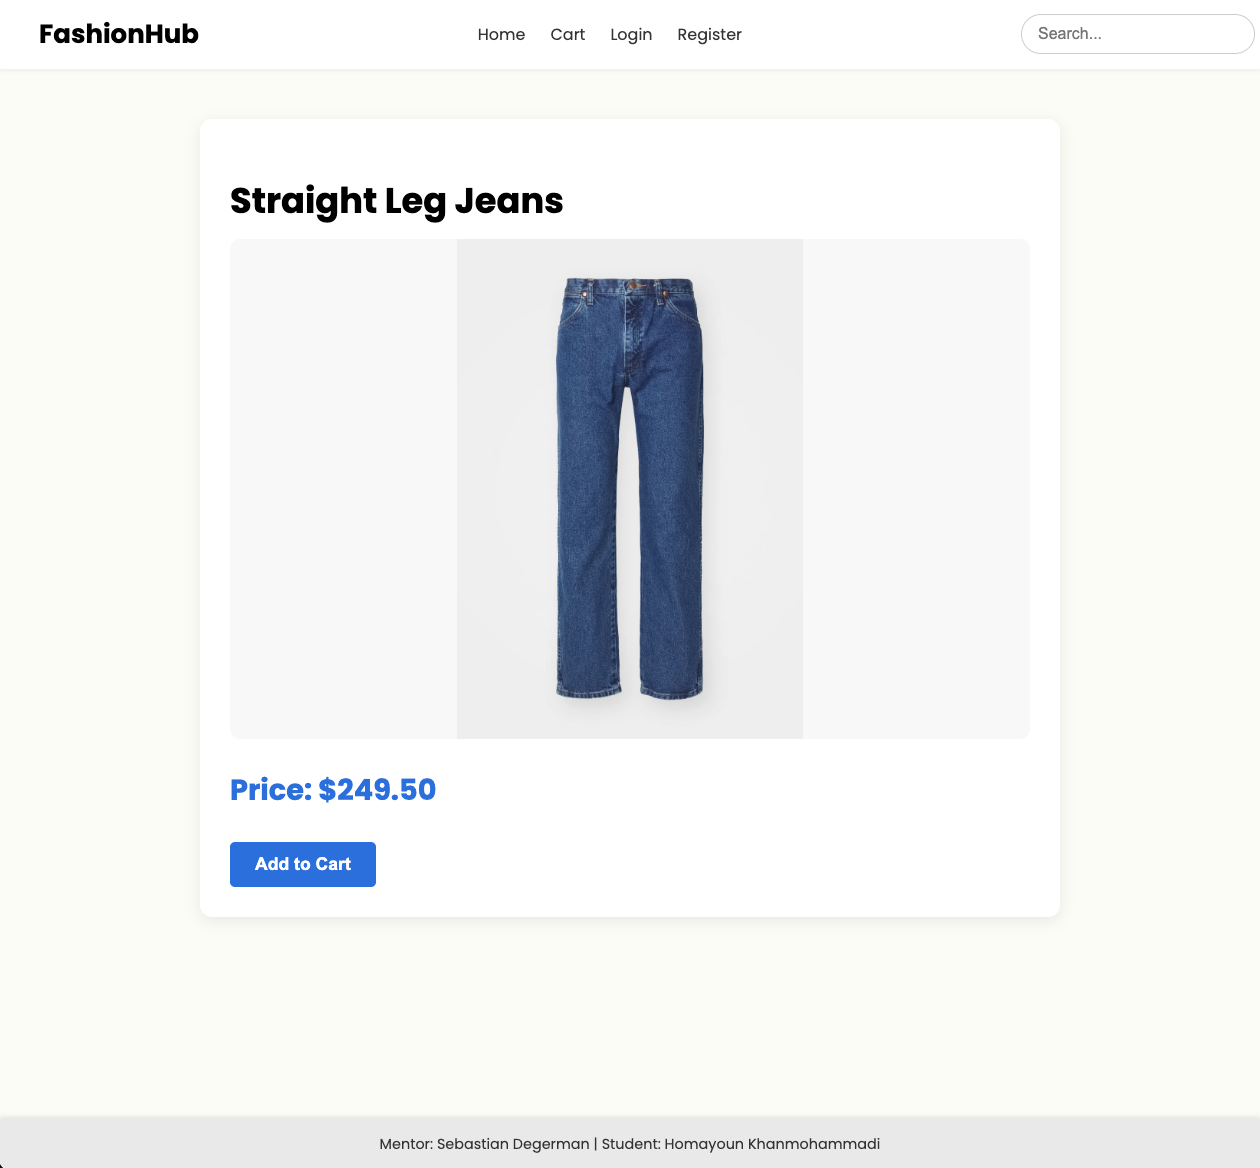 FashionHub
Home Cart Login Register
Search...
Straight Leg Jeans
Price: $249.50
Add to Cart
Mentor: Sebastian Degerman | Student: Homayoun Khanmohammadi